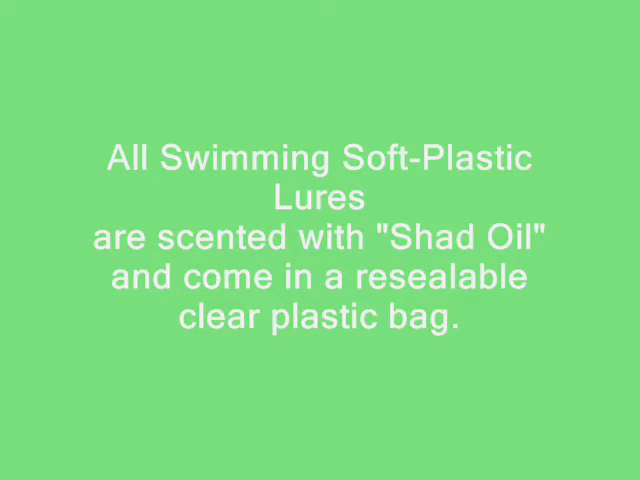 All Swimming Soft-Plastic
Lures
are scented with "Shad Oil"
and come in a resealable
clear plastic bag.